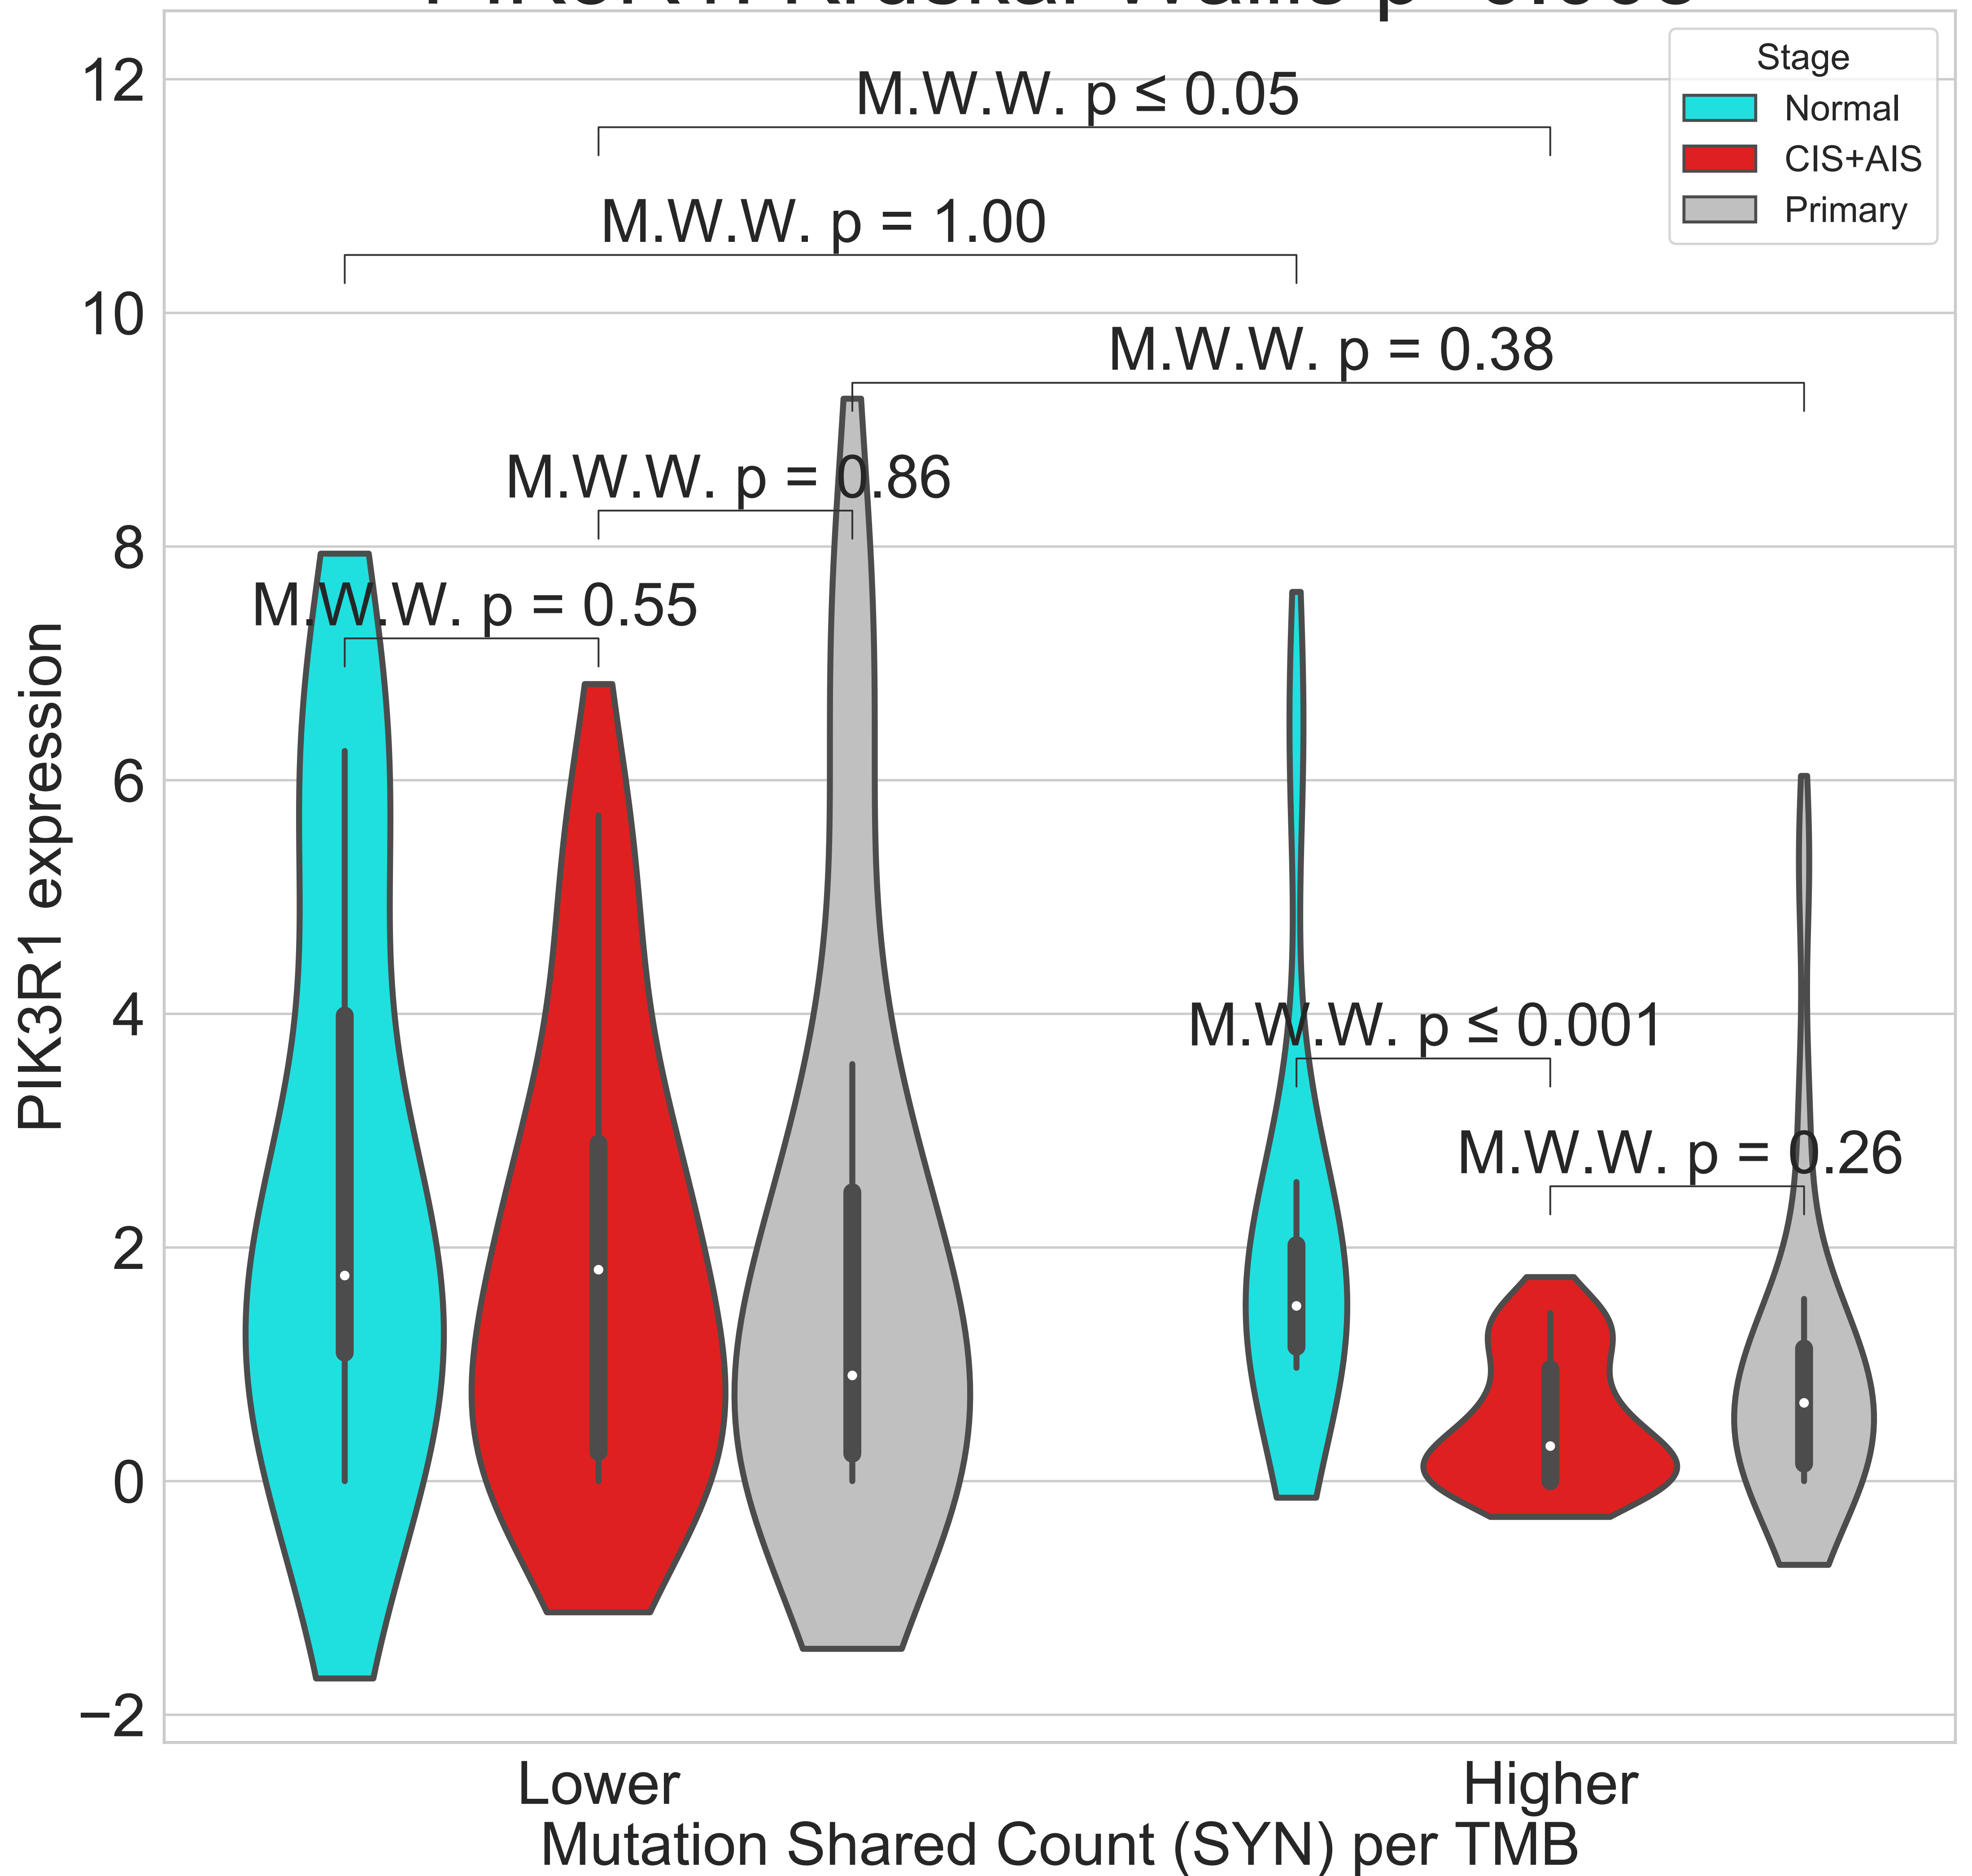 12
10
8
6
4
2
0
−2
PIK3R1 expression
Stage
Normal
CIS+AIS
Primary
M.W.W. p ≤ 0.05
M.W.W. p = 1.00
M.W.W. p = 0.38
M.W.W. p = 0.86
M.W.W. p = 0.55
M.W.W. p ≤ 0.001
M.W.W. p = 0.26
Lower
Higher
Mutation Shared Count (SYN) per TMB